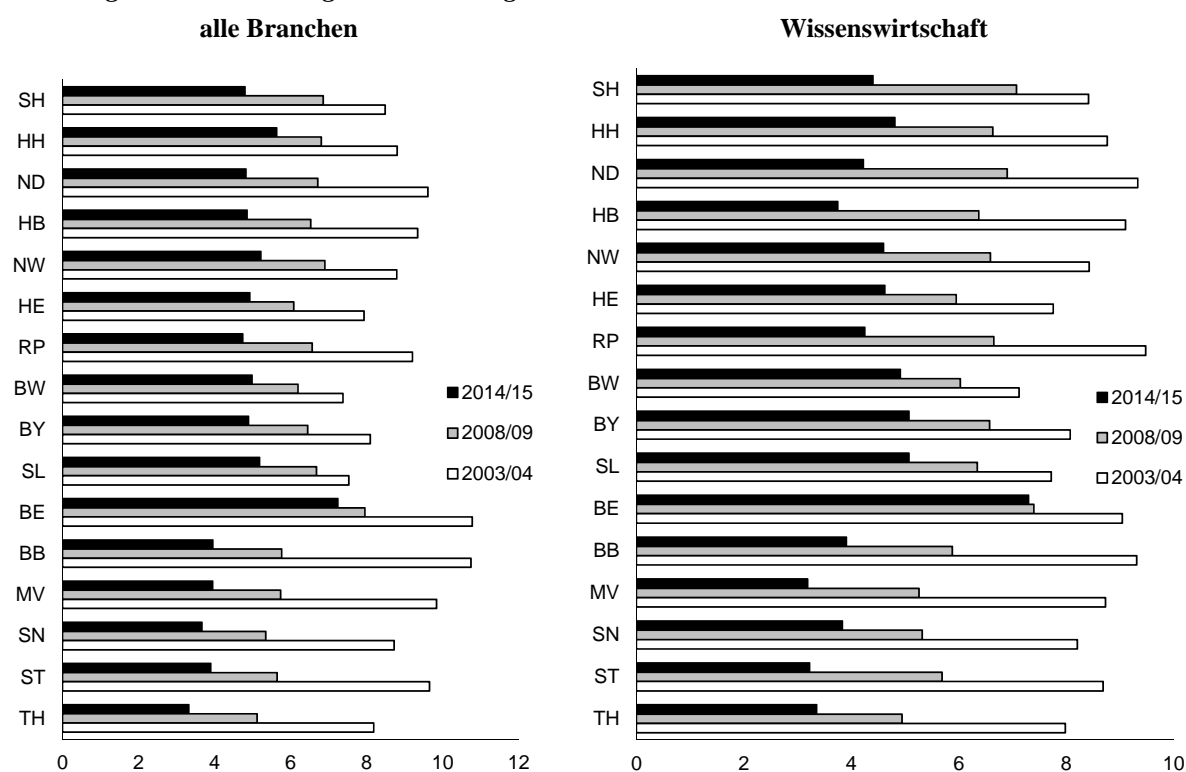 alle Branchen
SH
HH
ND
HB
NW
HE
RP
BW
BY
SL
BE
BB
MV
SN
ST
TH
2014/15
2008/09
2003/04
0 2 4 6 8 10 12
Wissenswirtschaft
SH
HH
ND
HB
NW
HE
RP
BW
BY
SL
BE
BB
MV
SN
ST
TH
2014/15
2008/09
2003/04
0 2 4 6 8 10